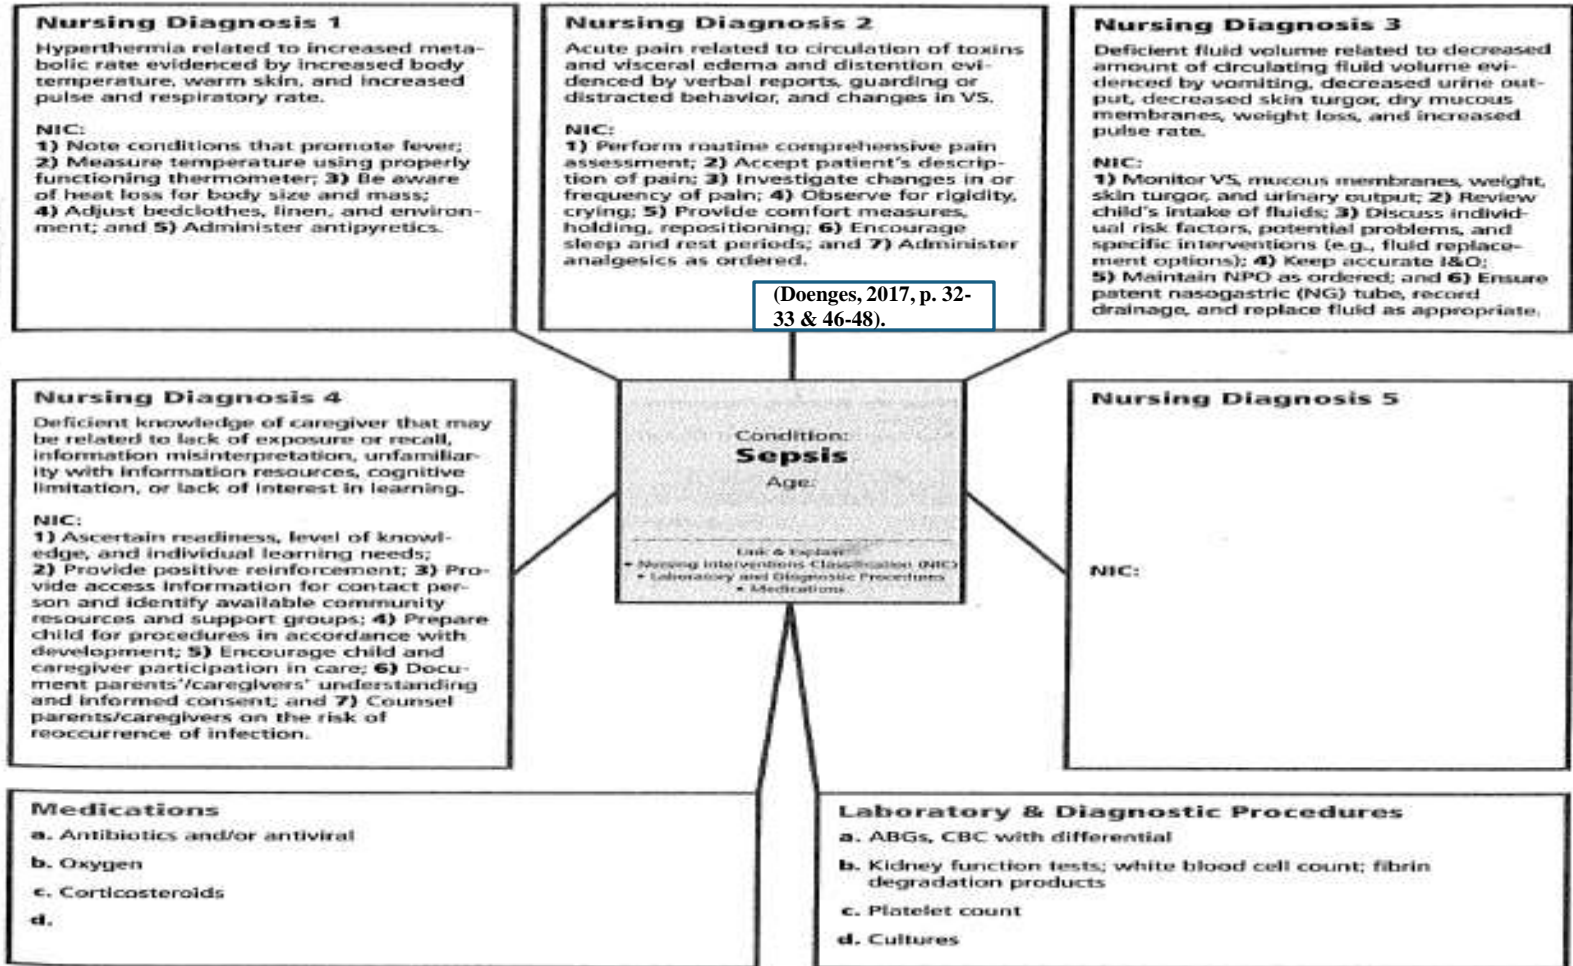 Nursing Diagnosis 1
Hyperthermia related to increased meta-
bolic rate evidenced by increased body
temperature, warm skin, and increased
pulse and respiratory rate.
NIC:
1) Note conditions that promote fever;
2) Measure temperature using properly
functioning thermometer; 3) Be aware
of heat loss for body size and mass;
4) Adjust bedclothes, linen, and environ-
ment; and 5) Administer antipyretics.
Nursing Diagnosis 2
Acute pain related to circulation of toxins
and visceral edema and distention evi-
denced by verbal reports, guarding or
distracted behavior, and changes in VS.
NIC:
1) Perform routine comprehensive pain
assessment; 2) Accept patient's descrip-
tion of pain; 3) Investigate changes in or
frequency of pain; 4) Observe for rigidity,
crying; 5) Provide comfort measures,
holding, repositioning; 6) Encourage
sleep and rest periods; and 7) Administer
analgesics as ordered.
(Doenges, 2017, p. 32-
33 & 46-48).
Nursing Diagnosis 3
Deficient fluid volume related to decreased
amount of circulating fluid volume evi-
denced by vomiting, decreased urine out-
put, decreased skin turgor, dry mucous
membranes, weight loss, and increased
pulse rate.
NIC:
1) Monitor VS, mucous membranes, weight,
skin turgor, and urinary output; 2) Review
child's intake of fluids; 3) Discuss individ-
ual risk factors, potential problems, and
specific interventions (e.g., fluid replace-
ment options); 4) Keep accurate I&O;
5) Maintain NPO as ordered; and 6) Ensure
patent nasogastric (NG) tube, record
drainage, and replace fluid as appropriate.
Nursing Diagnosis 4
Deficient knowledge of caregiver that may
be related to lack of exposure or recall,
information misinterpretation, unfamiliar-
ity with information resources, cognitive
limitation, or lack of interest in learning.
NIC:
1) Ascertain readiness, level of knowl-
edge, and individual learning needs;
2) Provide positive reinforcement; 3) Pro-
vide access information for contact per-
son and identify available community
resources and support groups; 4) Prepare
child for procedures in accordance with
development; 5) Encourage child and
caregiver participation in care; 6) Docu-
ment parents'/caregivers' understanding
and informed consent; and 7) Counsel
parents/caregivers on the risk of
reoccurrence of infection.
Condition:
Sepsis
Age:
Link & Explain:
• Nursing Interventions Classification (NIC)
• Laboratory and Diagnostic Procedures
• Medications
Nursing Diagnosis 5
NIC:
Medications
a. Antibiotics and/or antiviral
b. Oxygen
c. Corticosteroids
d.
Laboratory & Diagnostic Procedures
a. ABGs, CBC with differential
b. Kidney function tests; white blood cell count; fibrin
degradation products
c. Platelet count
d. Cultures